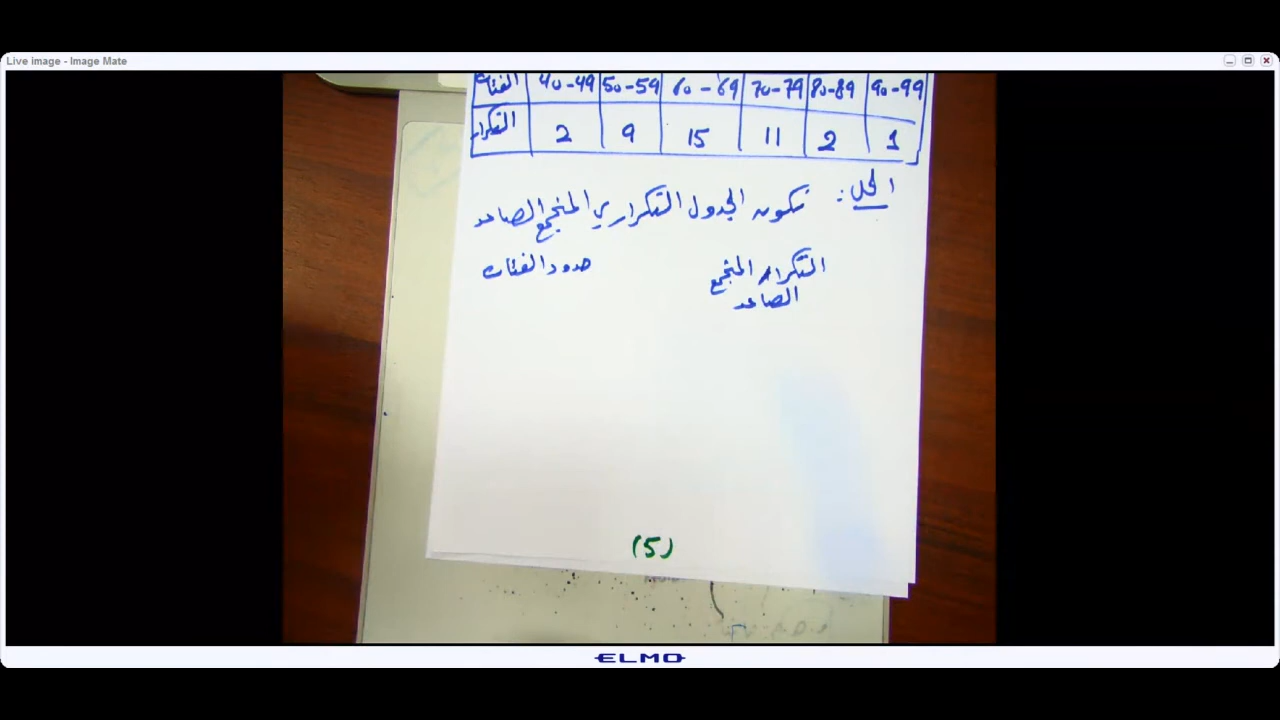 Live image - Image Mate
الفئات 40-49 50-59 60-69 70-79 80-89 90-99
التكرار 2 9 15 11 2 1
الحل: نكون الجدول التكراري المتجمع الصاعد
حدود الفئات التكرار المتجمع
الصاعد
(5)
ELMO